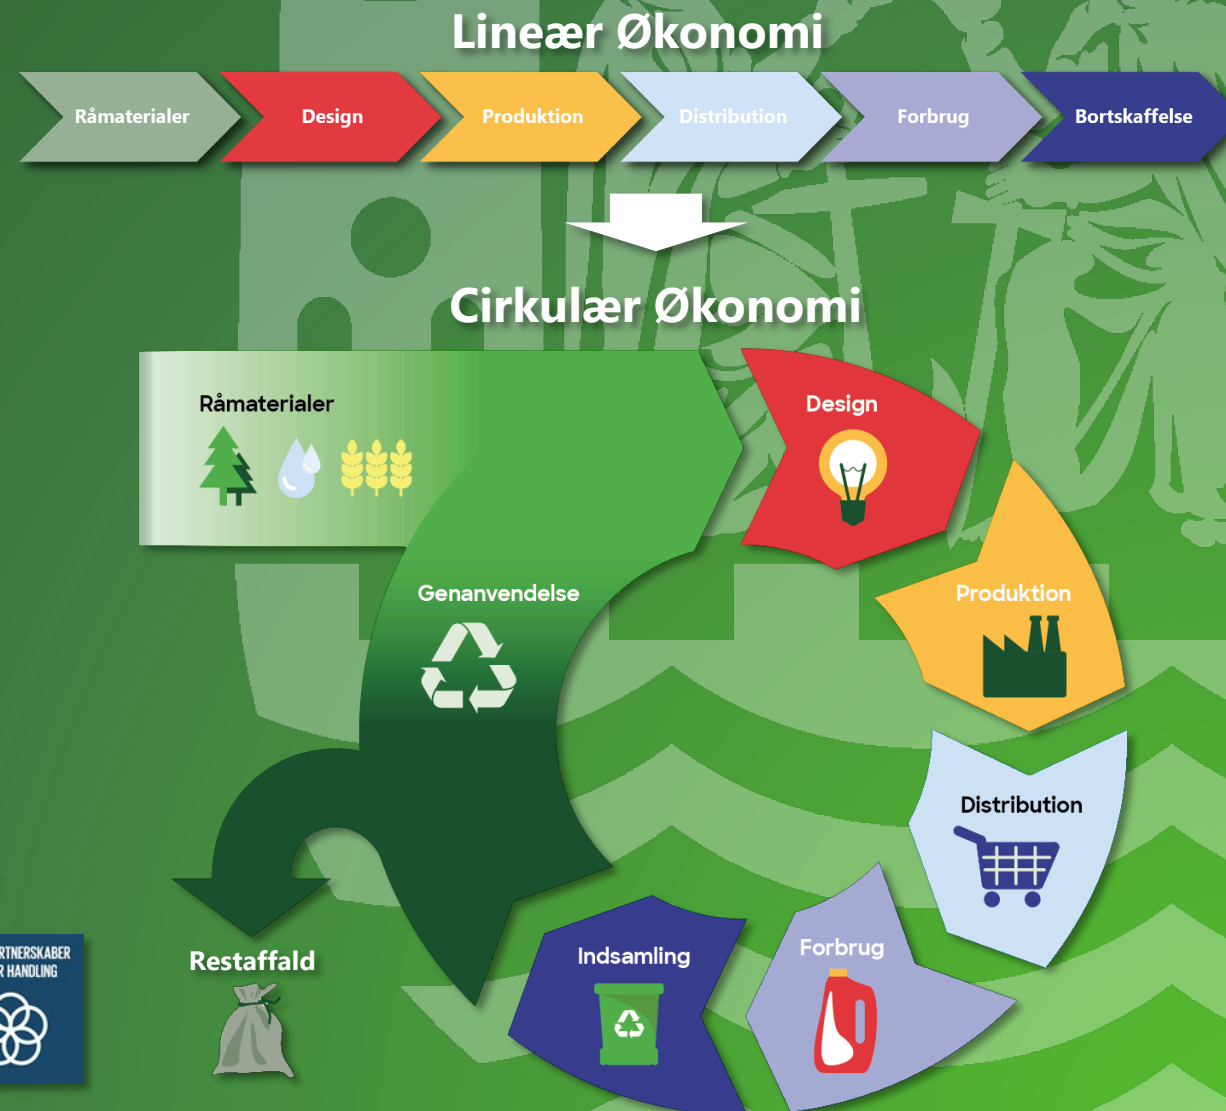 Lineær Økonomi
Råmaterialer
Design
Produktion
Distribution
Forbrug
Bortskaffelse
Cirkulær Økonomi
Råmaterialer
Design
Genanvendelse
Produktion
Distribution
Forbrug
Indsamling
Restaffald
HANDLING